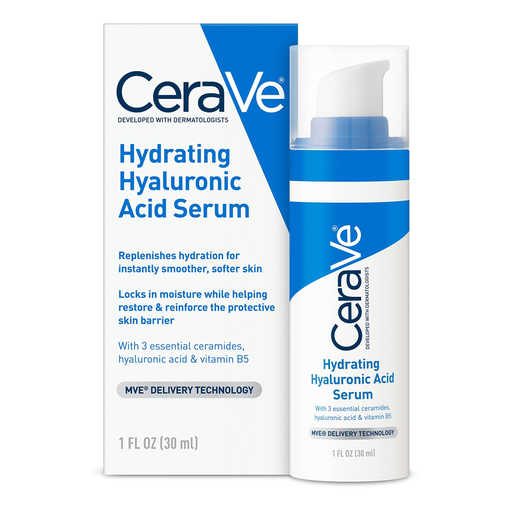 CeraVe®
DEVELOPED WITH DERMATOLOGISTS
Hydrating
Hyaluronic
Acid Serum
Replenishes hydration for
instantly smoother, softer skin
Locks in moisture while helping
restore & reinforce the protective
skin barrier
With 3 essential ceramides,
hyaluronic acid & vitamin B5
MVE® DELIVERY TECHNOLOGY
1 FL OZ (30 ml)
CeraVe®
DEVELOPED WITH DERMATOLOGISTS
Hydrating
Hyaluronic Acid
Serum
With 3 essential ceramides,
hyaluronic acid & vitamin B5
MVE® DELIVERY TECHNOLOGY
1 FL OZ (30 ml)